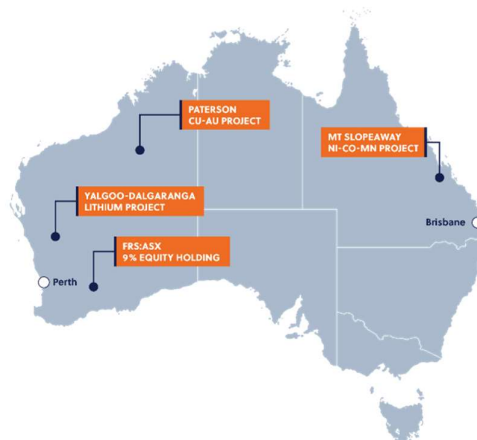 PATERSON
CU-AU PROJECT
MT SLOPEAWAY
NI-CO-MN PROJECT
YALGOO-DALGARANGA
LITHIUM PROJECT
Brisbane
FRS:ASX
9% EQUITY HOLDING
Perth